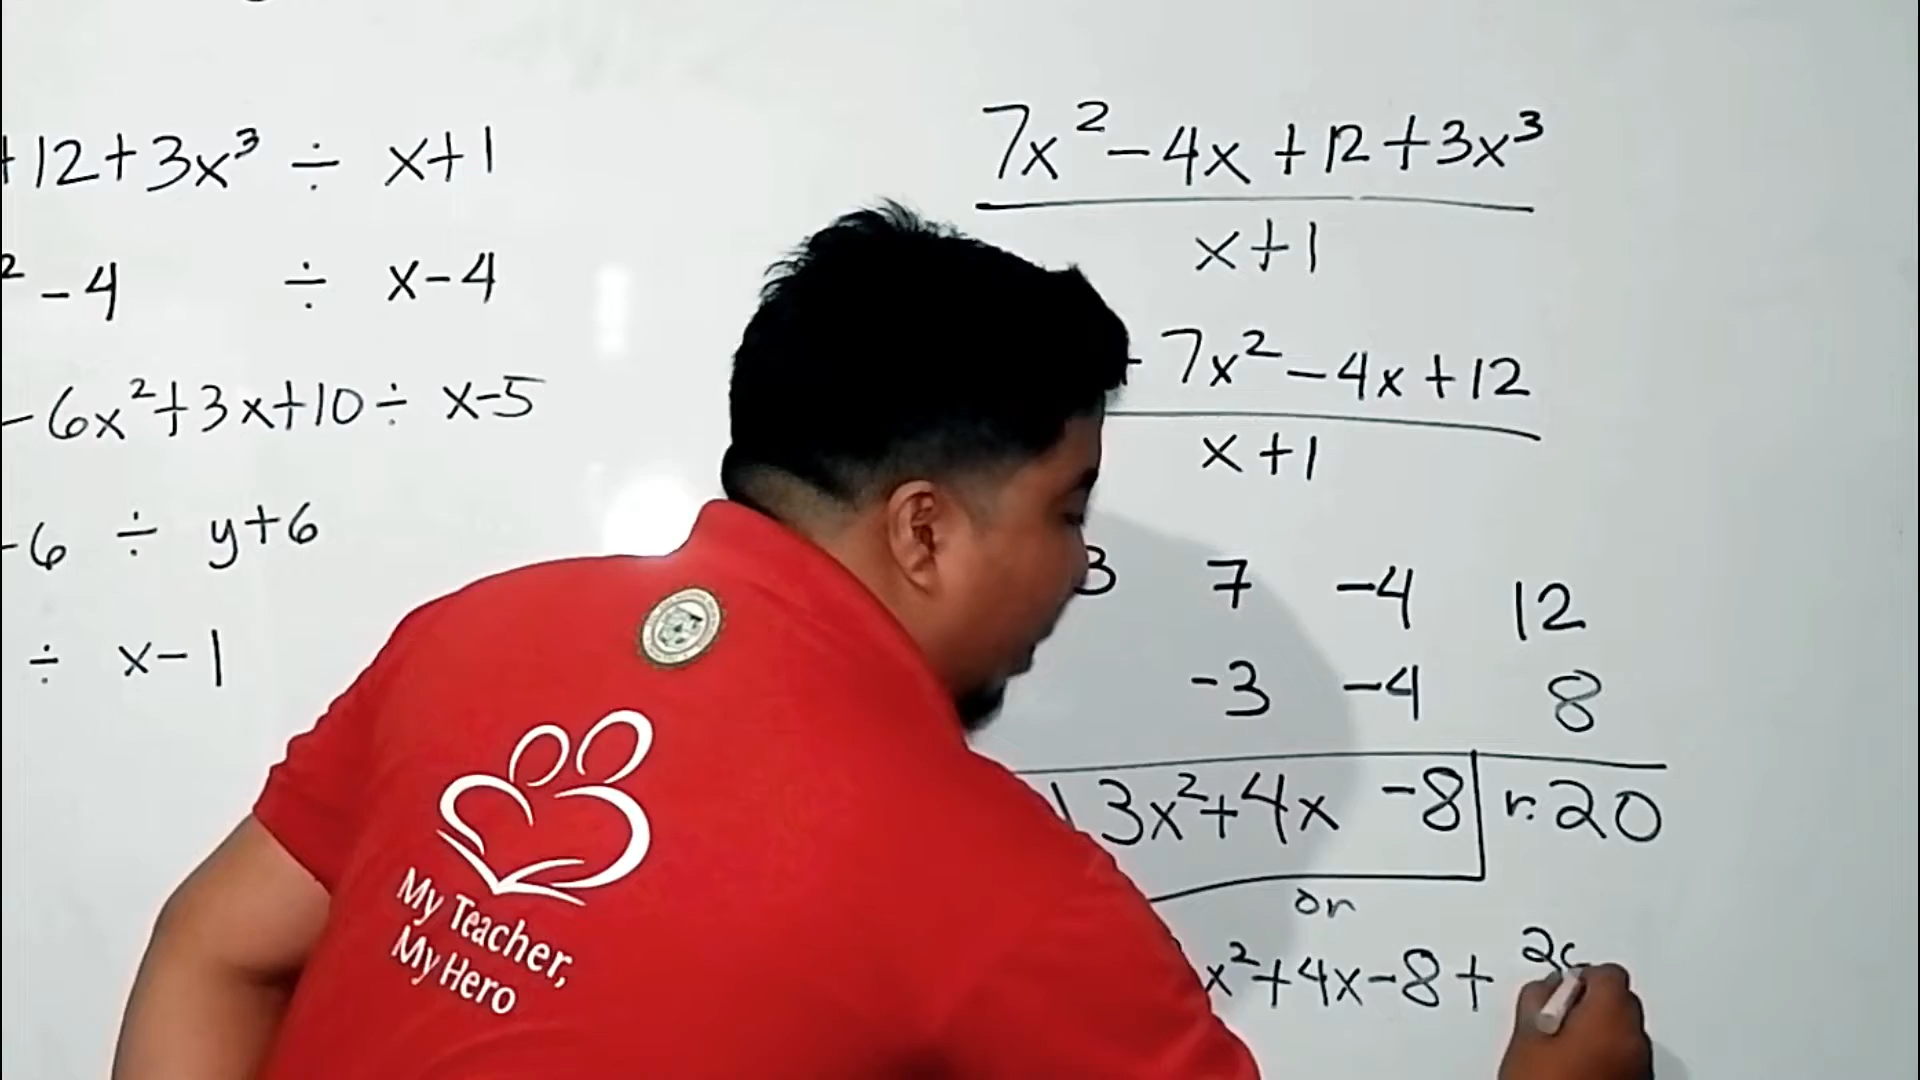 +12+3x³ ÷ x+1
² -4 ÷ x-4
-6x²+3x+10 ÷ x-5
-6 ÷ y+6
÷ x-1
7x²-4x+12+3x³
x+1
7x²-4x+12
x+1
3 7 -4 12
-3 -4 8
3x²+4x -8 r.20
or
x²+4x-8+
My Teacher,
My Hero